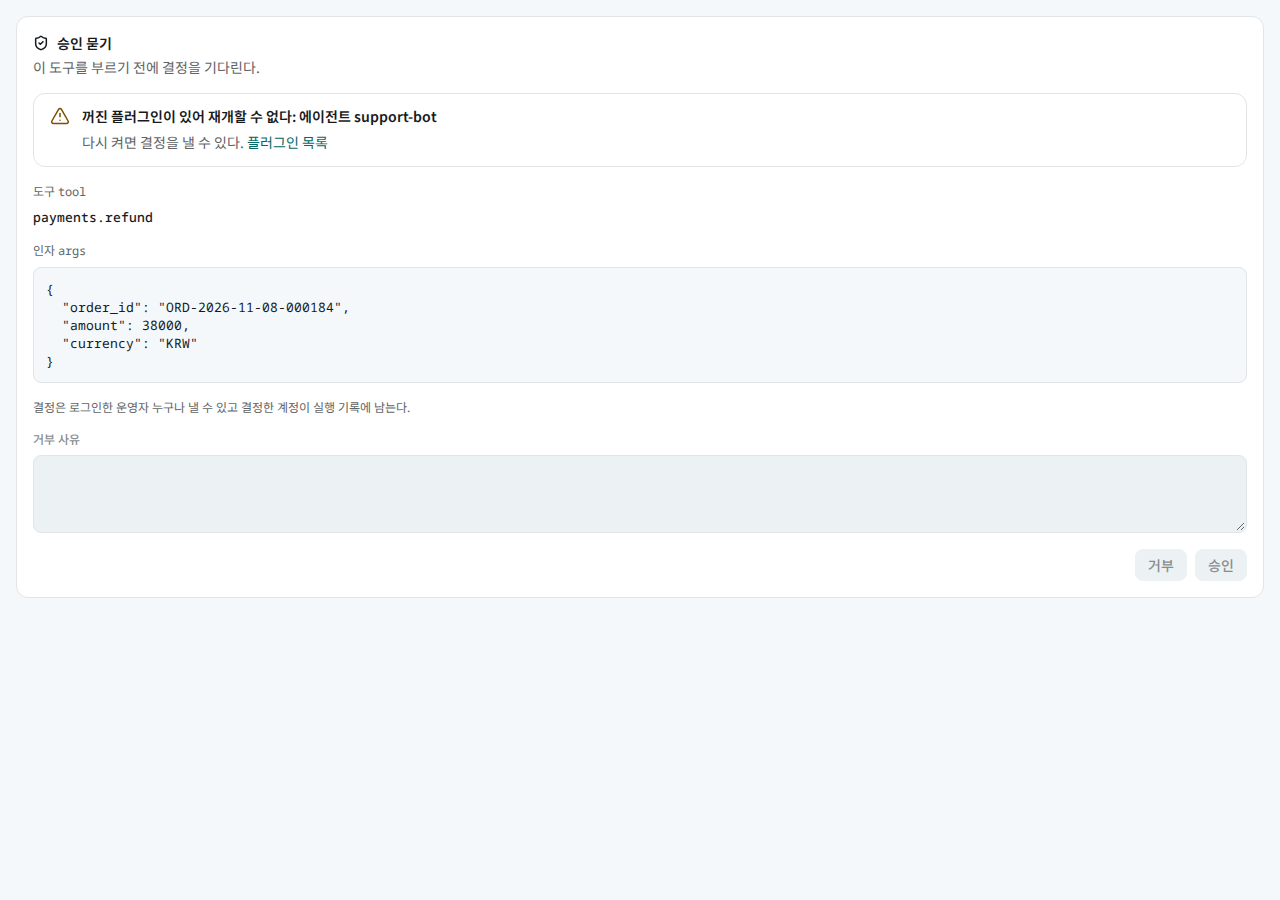 승인 묻기
이 도구를 부르기 전에 결정을 기다린다.
꺼진 플러그인이 있어 재개할 수 없다: 에이전트 support-bot
다시 켜면 결정을 낼 수 있다. 플러그인 목록
도구 tool
payments.refund
인자 args
{
  "order_id": "ORD-2026-11-08-000184",
  "amount": 38000,
  "currency": "KRW"
}
결정은 로그인한 운영자 누구나 낼 수 있고 결정한 계정이 실행 기록에 남는다.
거부 사유
거부 승인